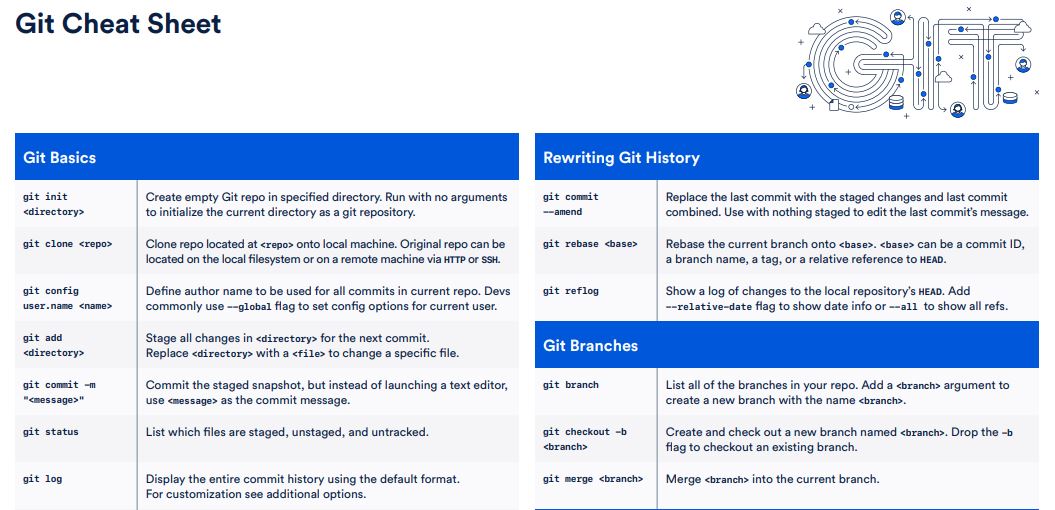 Git Cheat Sheet
Git Basics
git init
<directory>
Create empty Git repo in specified directory. Run with no arguments
to initialize the current directory as a git repository.
git clone <repo>
Clone repo located at <repo> onto local machine. Original repo can be
located on the local filesystem or on a remote machine via HTTP or SSH.
git config
user.name <name>
Define author name to be used for all commits in current repo. Devs
commonly use --global flag to set config options for current user.
git add
<directory>
Stage all changes in <directory> for the next commit.
Replace <directory> with a <file> to change a specific file.
git commit -m
"<message>"
Commit the staged snapshot, but instead of launching a text editor,
use <message> as the commit message.
git status
List which files are staged, unstaged, and untracked.
git log
Display the entire commit history using the default format.
For customization see additional options.
Rewriting Git History
git commit
--amend
Replace the last commit with the staged changes and last commit
combined. Use with nothing staged to edit the last commit's message.
git rebase <base>
Rebase the current branch onto <base>. <base> can be a commit ID,
a branch name, a tag, or a relative reference to HEAD.
git reflog
Show a log of changes to the local repository's HEAD. Add
--relative-date flag to show date info or --all to show all refs.
Git Branches
git branch
List all of the branches in your repo. Add a <branch> argument to
create a new branch with the name <branch>.
git checkout -b
<branch>
Create and check out a new branch named <branch>. Drop the -b
flag to checkout an existing branch.
git merge <branch>
Merge <branch> into the current branch.
GIT